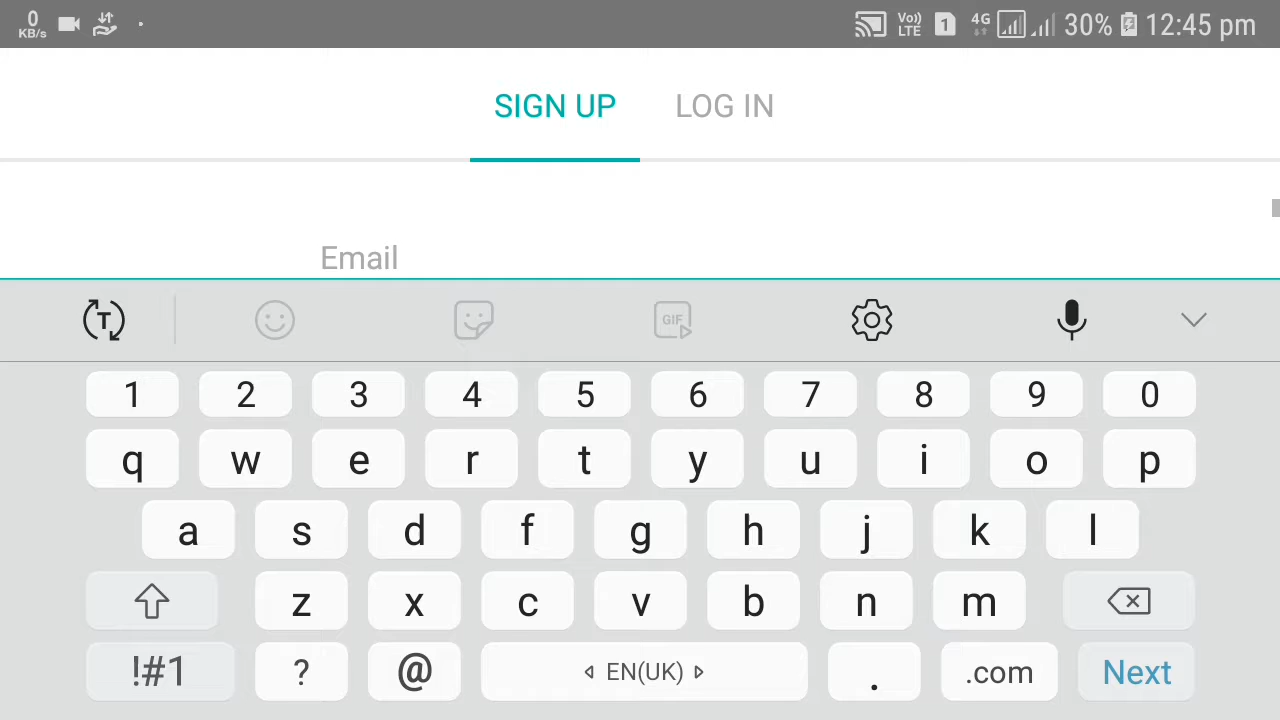 0 KB/s Vo) LTE 1 4G 30% 12:45 pm
SIGN UP LOG IN
Email
T GIF
1 2 3 4 5 6 7 8 9 0
q w e r t y u i o p
a s d f g h j k l
z x c v b n m
!#1 ? @ EN(UK) . .com Next